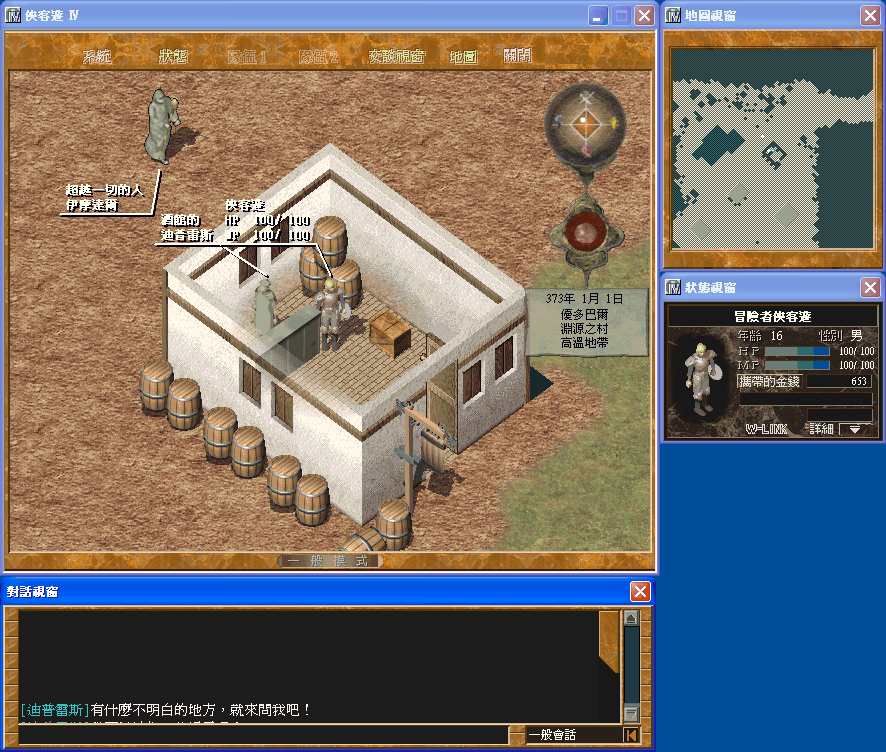 俠客遊 Ⅳ
系統 狀態 隊伍1 隊伍2 交談視窗 地圖 關閉
超越一切的人
伊摩達爾
俠客遊
酒館的 HP 100/ 100
迪普雷斯 JP 100/ 100
373年 1月 1日
優多巴爾
淵源之村
高溫地帶
一 般 模 式
地圖視窗
狀態視窗
冒險者俠客遊
年齡 16 性別 男
HP 100/ 100
MP 100/ 100
攜帶的金錢 653
W-LINK 詳細
對話視窗
[迪普雷斯]有什麼不明白的地方，就來問我吧！
一般會話